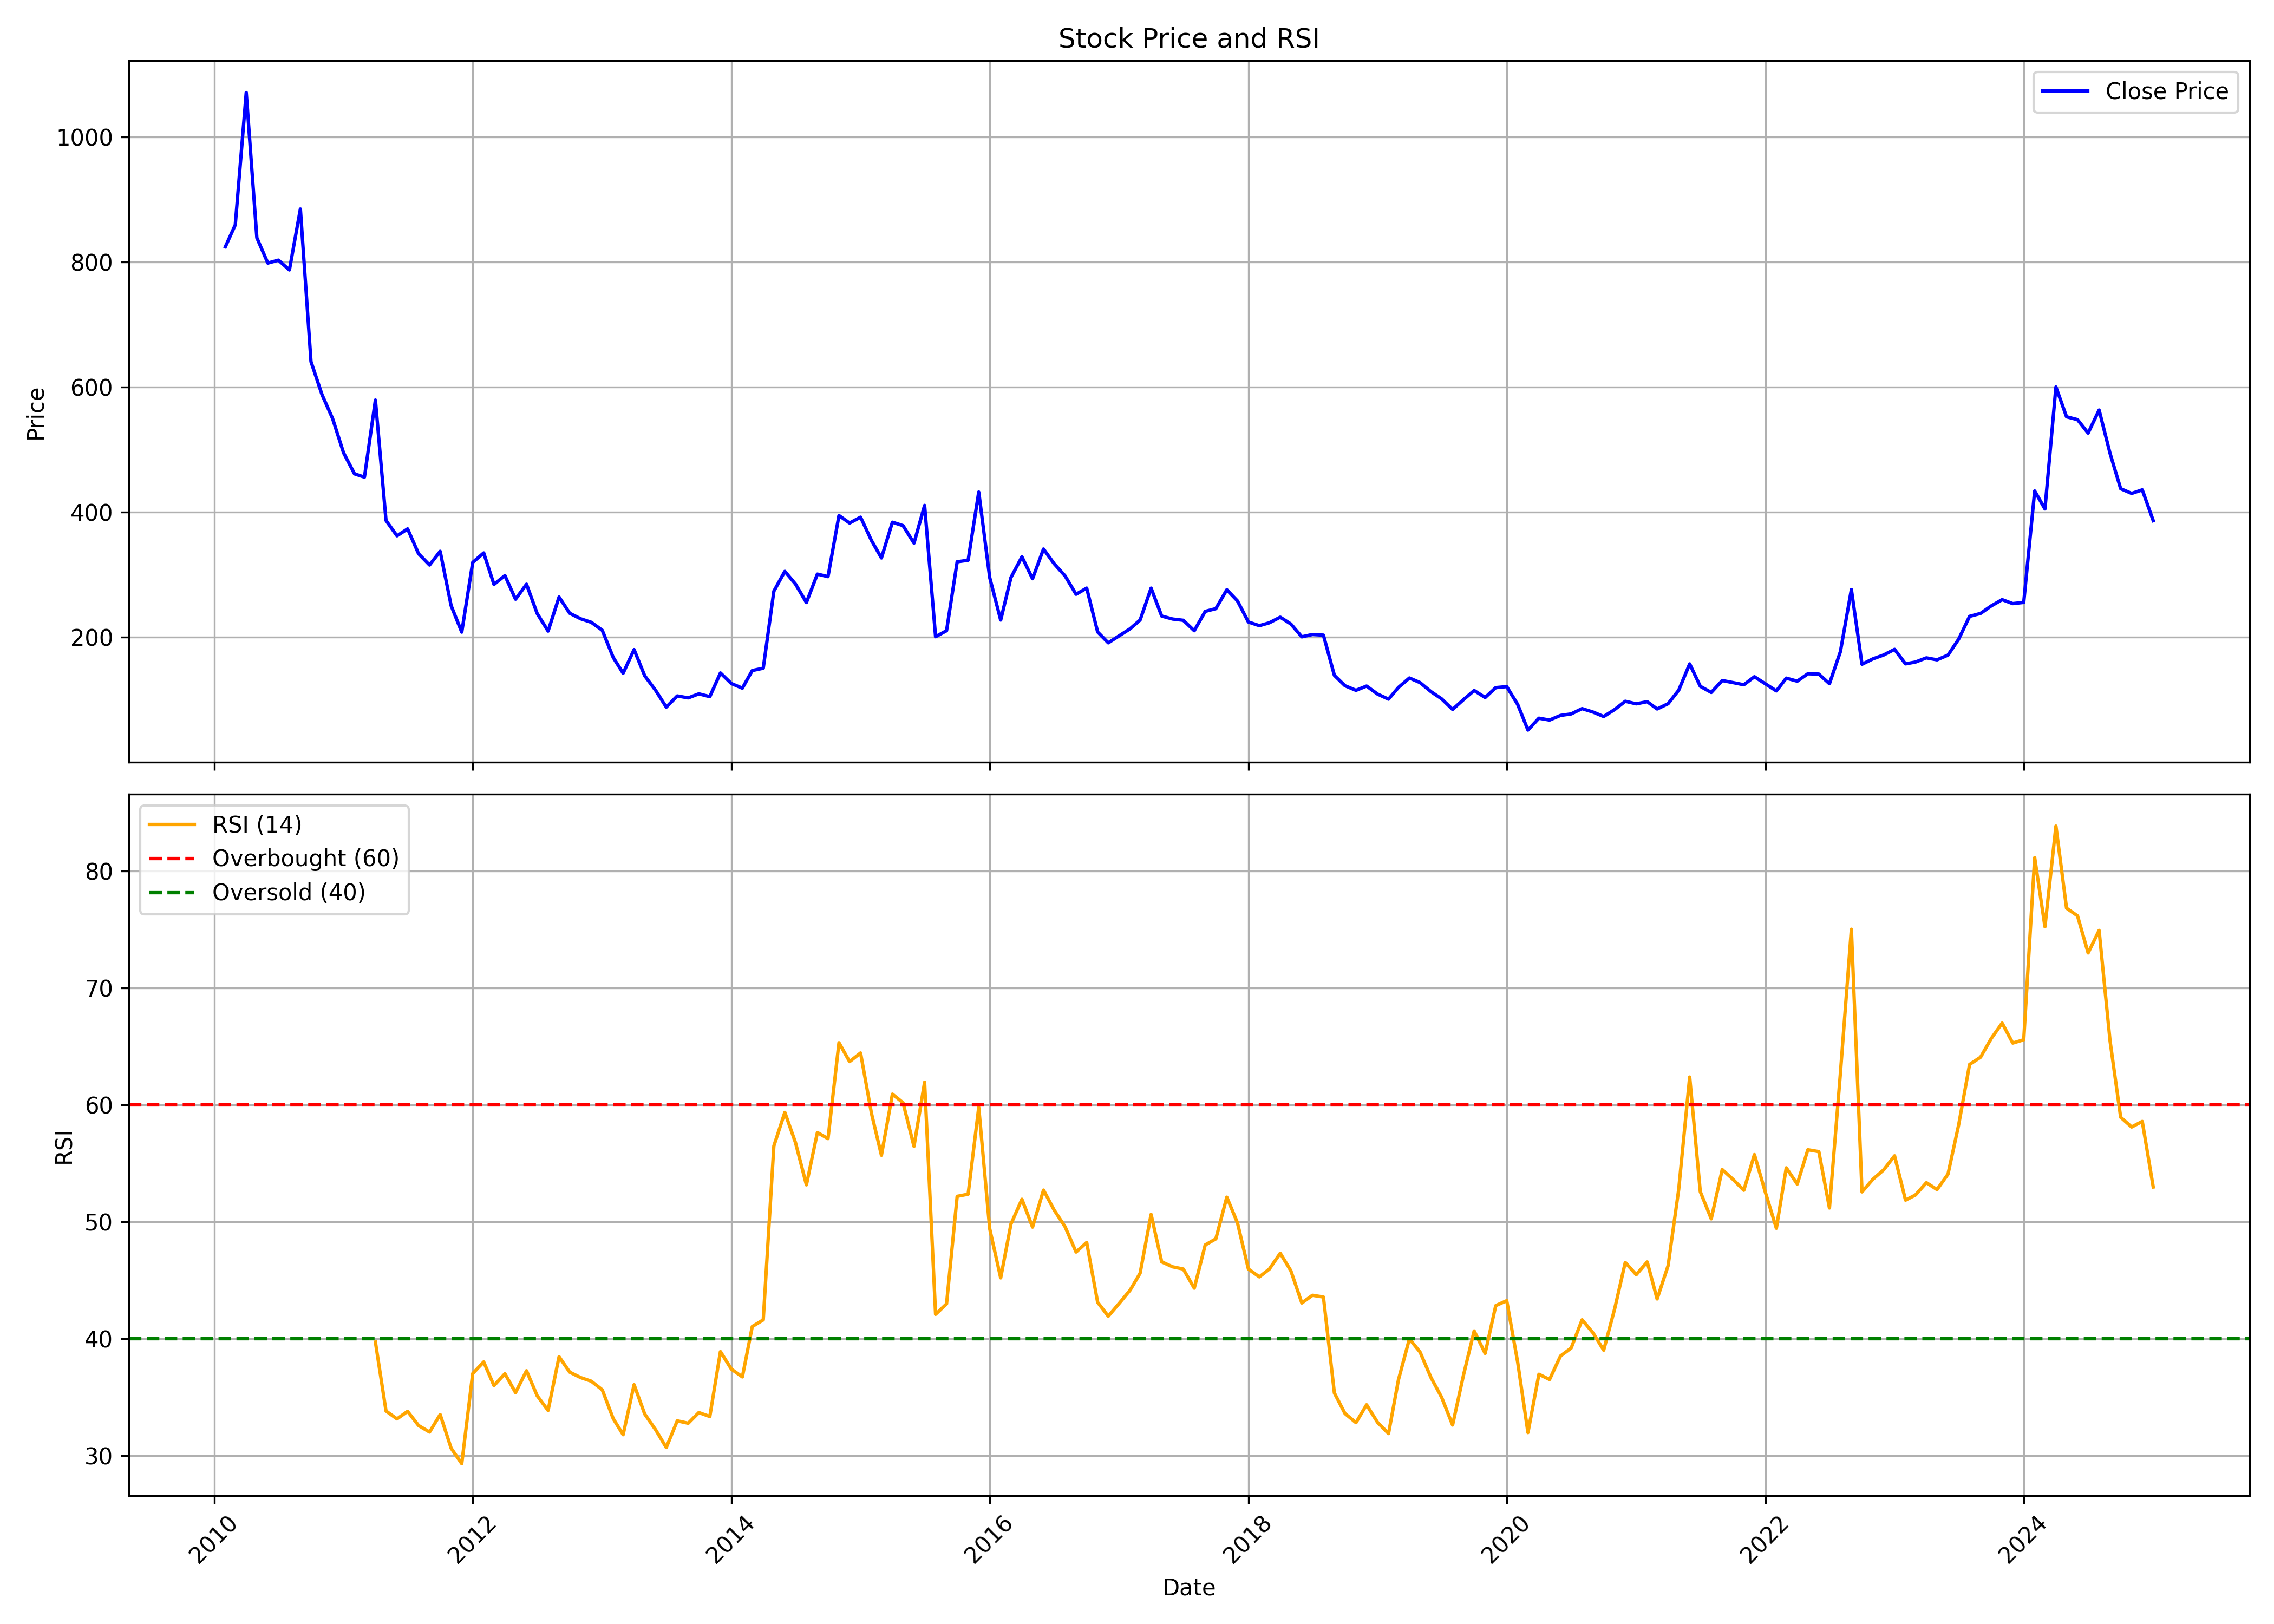 Stock Price and RSI
Close Price
1000
800
600
400
200
Price
RSI (14)
Overbought (60)
Oversold (40)
80
70
60
50
40
30
RSI
2010
2012
2014
2016
2018
2020
2022
2024
Date